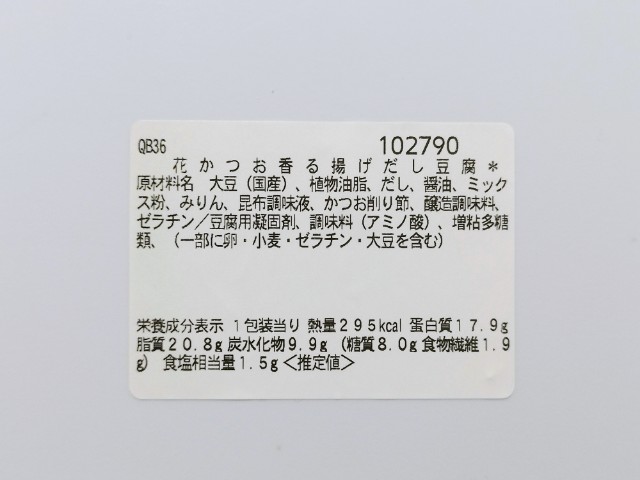 QB36 102790
花かつお香る揚げだし豆腐＊
原材料名 大豆（国産）、植物油脂、だし、醤油、ミック
ス粉、みりん、昆布調味液、かつお削り節、醸造調味料、
ゼラチン／豆腐用凝固剤、調味料（アミノ酸）、増粘多糖
類、（一部に卵・小麦・ゼラチン・大豆を含む）
栄養成分表示 １包装当り 熱量２９５kcal 蛋白質１７.９g
脂質２０.８g 炭水化物９.９g （糖質８.０g 食物繊維１.９
g） 食塩相当量１.５g＜推定値＞